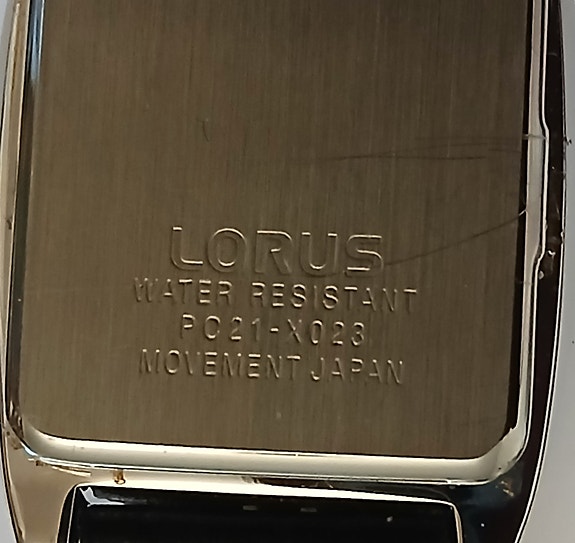 LORUS
WATER RESISTANT
PC21-X023
MOVEMENT JAPAN